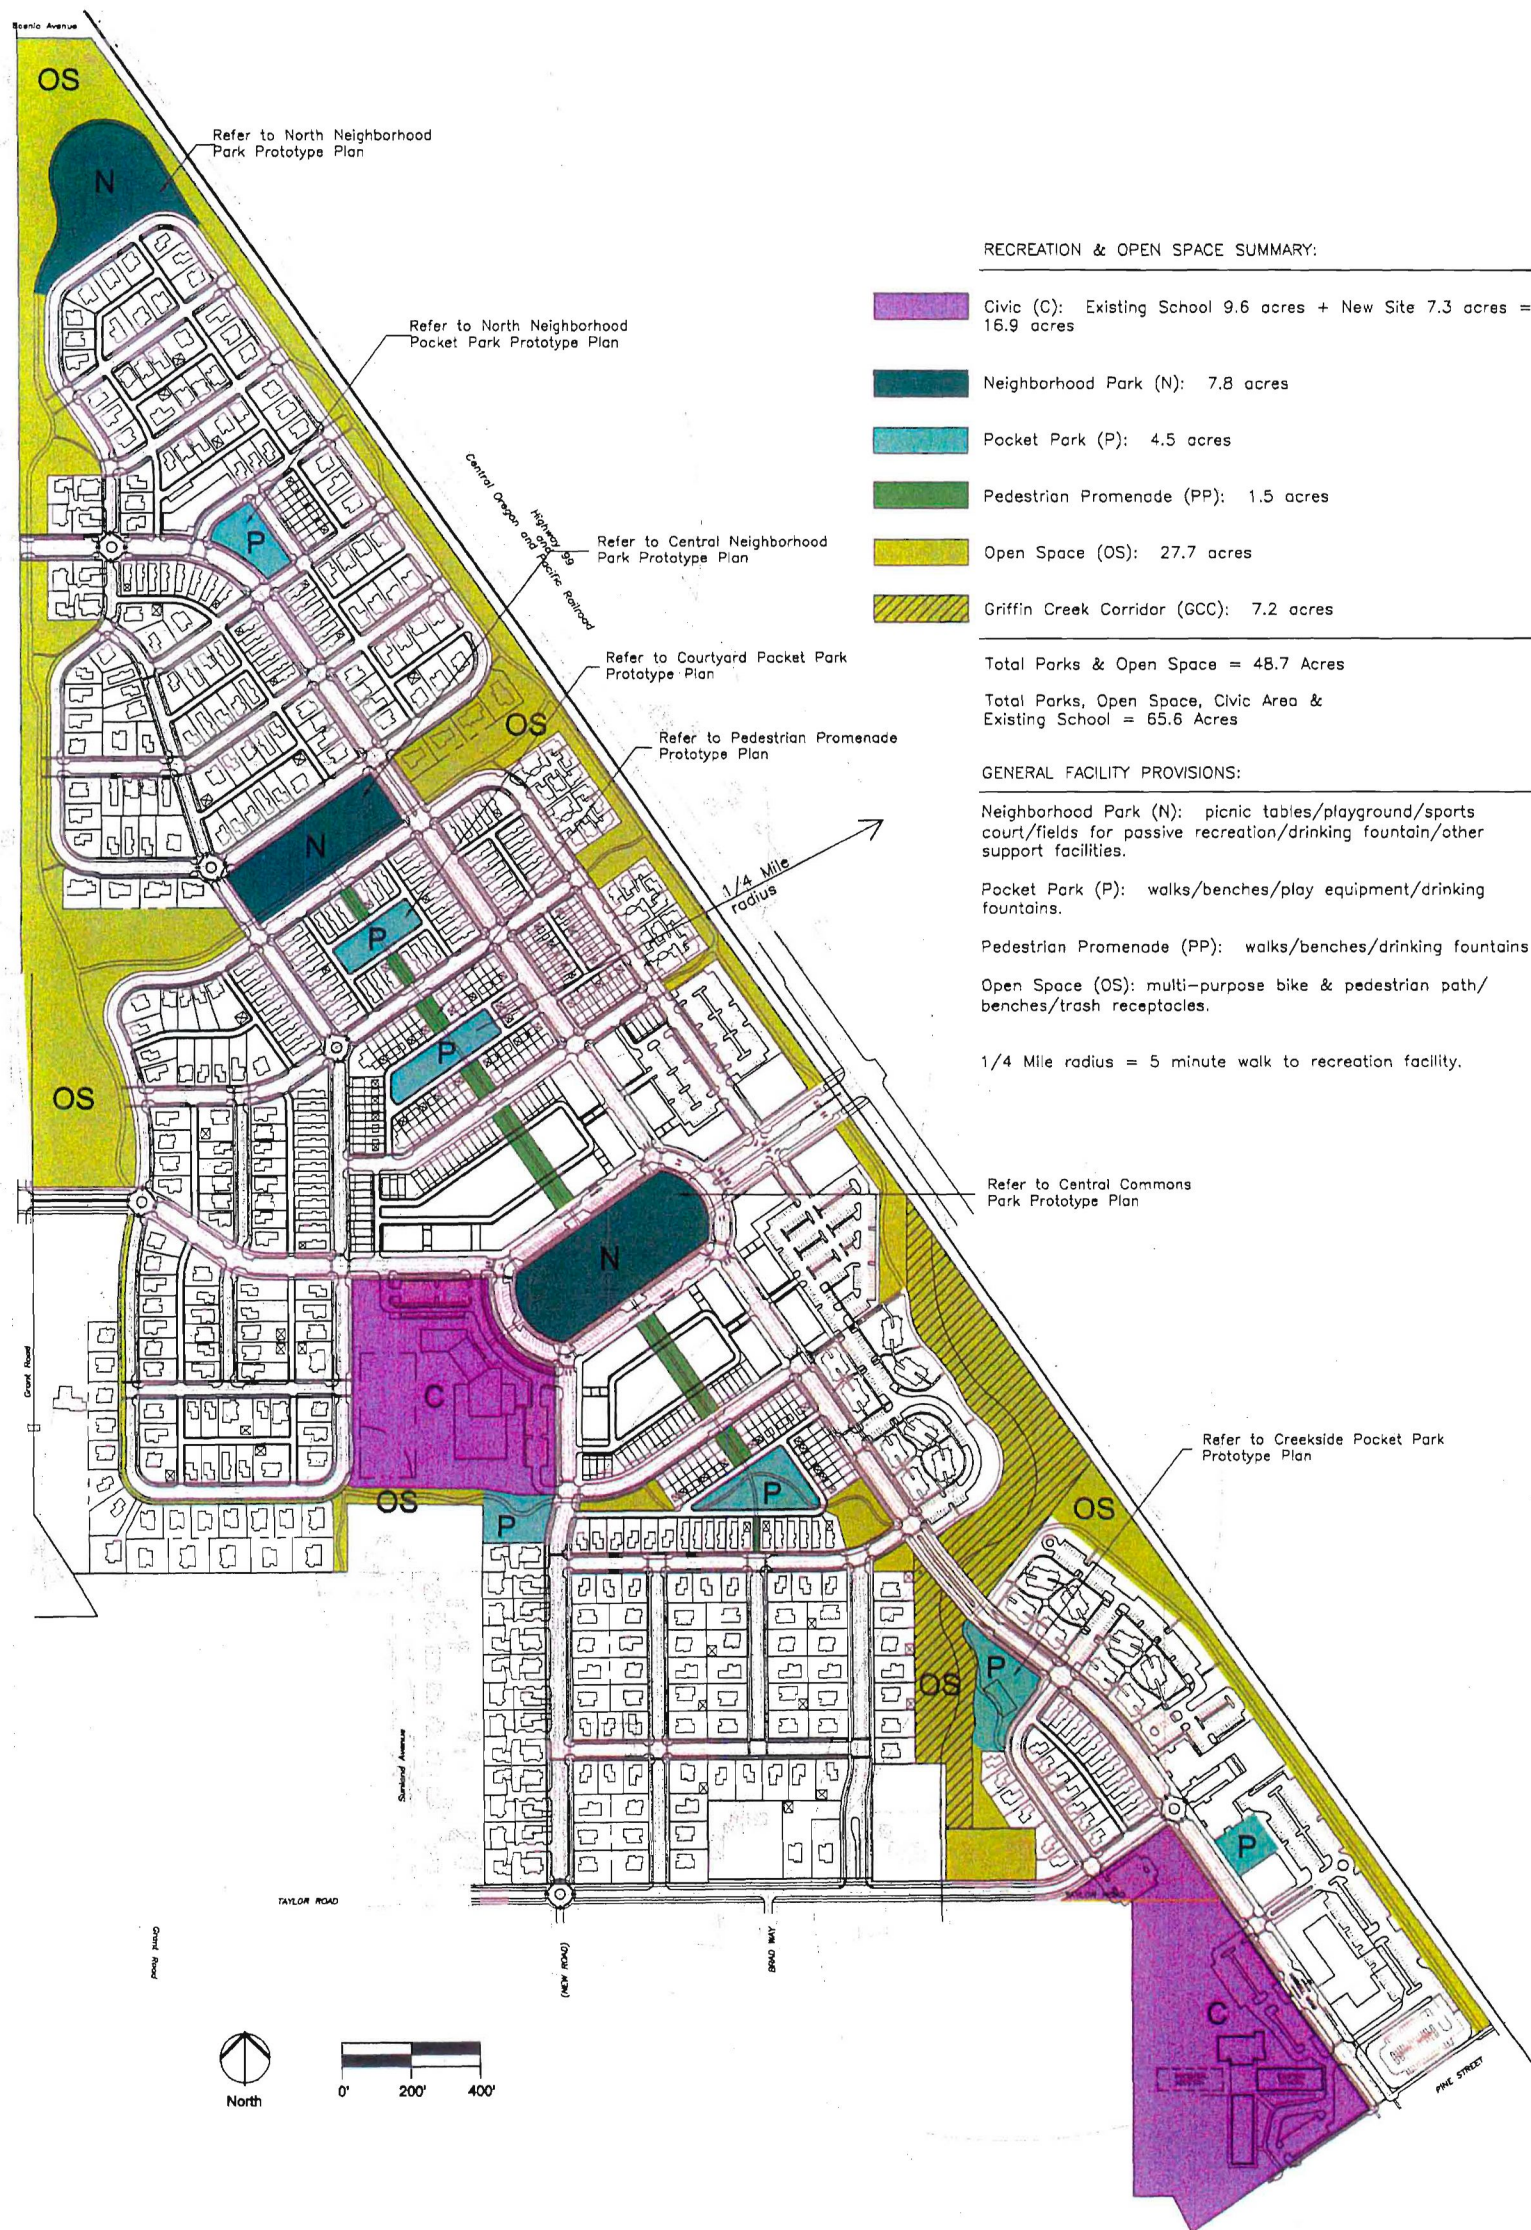 Scenic Avenue
OS
Refer to North Neighborhood
Park Prototype Plan
N
RECREATION & OPEN SPACE SUMMARY:
Civic (C): Existing School 9.6 acres + New Site 7.3 acres =
16.9 acres
Refer to North Neighborhood
Pocket Park Prototype Plan
Neighborhood Park (N): 7.8 acres
Pocket Park (P): 4.5 acres
Pedestrian Promenade (PP): 1.5 acres
Open Space (OS): 27.7 acres
Griffin Creek Corridor (GCC): 7.2 acres
Total Parks & Open Space = 48.7 Acres
Total Parks, Open Space, Civic Area &
Existing School = 65.6 Acres
GENERAL FACILITY PROVISIONS:
Neighborhood Park (N): picnic tables/playground/sports
court/fields for passive recreation/drinking fountain/other
support facilities.
Pocket Park (P): walks/benches/play equipment/drinking
fountains.
Pedestrian Promenade (PP): walks/benches/drinking fountains
Open Space (OS): multi-purpose bike & pedestrian path/
benches/trash receptacles.
1/4 Mile radius = 5 minute walk to recreation facility.
Highway 99
and
Central Oregon and Pacific Railroad
P
Refer to Central Neighborhood
Park Prototype Plan
Refer to Courtyard Pocket Park
Prototype Plan
OS
Refer to Pedestrian Promenade
Prototype Plan
N
1/4 Mile
radius
P
P
OS
Refer to Central Commons
Park Prototype Plan
N
Grant Road
C
Refer to Creekside Pocket Park
Prototype Plan
OS
P
P
OS
P
OS
Sunland Avenue
P
TAYLOR ROAD
TAYLOR ROAD
Grant Road
(NEW ROAD)
BRAD WAY
C
PINE STREET
North
0'
200'
400'